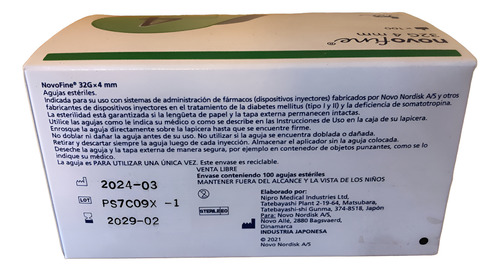 novofine®
32G 4 mm
NovoFine® 32G×4 mm
Agujas estériles.
Indicada para su uso con sistemas de administración de fármacos (dispositivos inyectores) fabricados por Novo Nordisk A/S y otros
fabricantes de dispositivos inyectores en el tratamiento de la diabetes mellitus (tipo I y II) y la deficiencia de somatotropina.
La esterilidad está garantizada si la lengüeta de papel y la tapa externa permanecen intactas.
Utilice las agujas como le indica su médico o como se describe en las Instrucciones de Uso en la caja de su lapicera.
Enrosque la aguja directamente sobre la lapicera hasta que se encuentre firme.
No doblar ni dañar la aguja antes de su uso. No utilizar si la aguja se encuentra doblada o dañada.
Retirar y descartar siempre la aguja luego de cada inyección. Almacenar el aplicador sin la aguja colocada.
Deseche la aguja y la tapa externa de manera segura, por ejemplo en contenedor de objetos punzantes, como se lo
indique su médico.
La aguja es PARA UTILIZAR UNA ÚNICA VEZ. Este envase es reciclable.
VENTA LIBRE
Envase conteniendo 100 agujas estériles
MANTENER FUERA DEL ALCANCE Y LA VISTA DE LOS NIÑOS
2024-03
LOT PS7C09X -1
2029-02
STERILE EO
Elaborado por:
Nipro Medical Industries Ltd,
Tatebayashi Plant 2-19-64, Matsubara,
Tatebayashi-shi Gunma, 374-8518, Japón
Para: Novo Nordisk A/S,
Novo Allé, 2880 Bagsvaerd,
Dinamarca
INDUSTRIA JAPONESA
© 2021
Novo Nordisk A/S